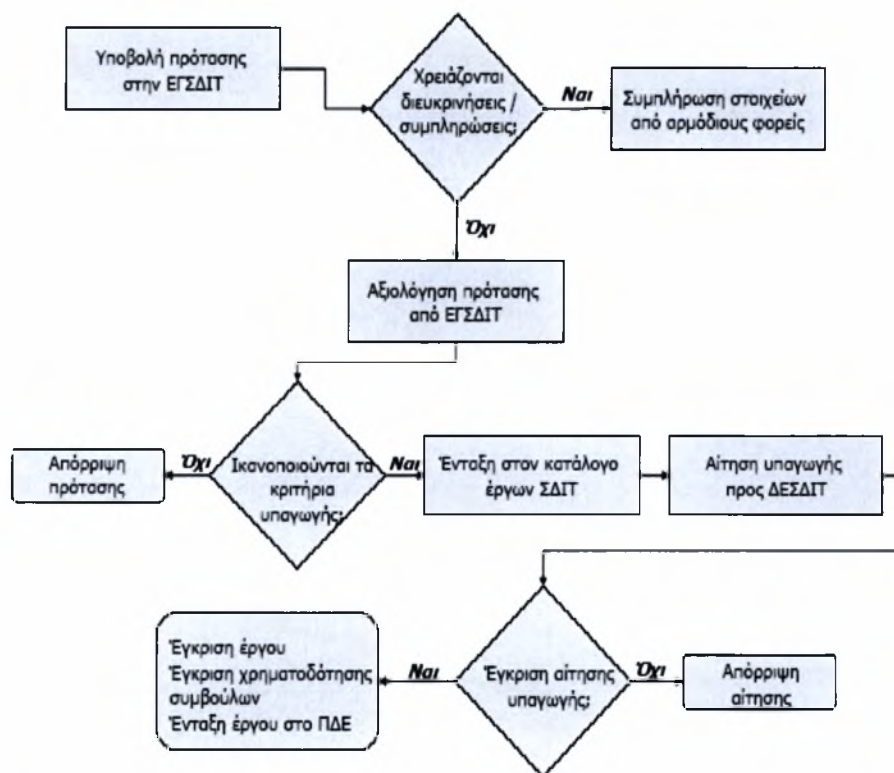 Υποβολή πρότασης
στην ΕΓΣΔΙΤ
Χρειάζονται
διευκρινήσεις /
συμπληρώσεις;
Ναι
Συμπλήρωση στοιχείων
από αρμόδιους φορείς
Όχι
Αξιολόγηση πρότασης
από ΕΓΣΔΙΤ
Απόρριψη
πρότασης
Όχι
Ικανοποιούνται τα
κριτήρια
υπαγωγής;
Ναι
Ένταξη στον κατάλογο
έργων ΣΔΙΤ
Αίτηση υπαγωγής
προς ΔΕΣΔΙΤ
Έγκριση έργου
Έγκριση χρηματοδότησης
συμβούλων
Ένταξη έργου στο ΠΔΕ
Ναι
Έγκριση αίτησης
υπαγωγής;
Όχι
Απόρριψη
αίτησης